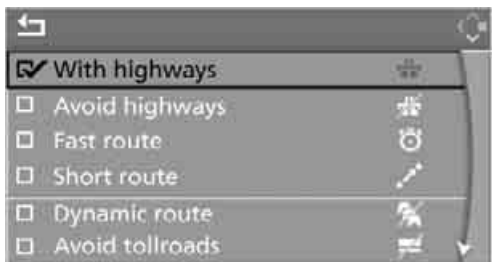 With highways
Avoid highways
Fast route
Short route
Dynamic route
Avoid tollroads